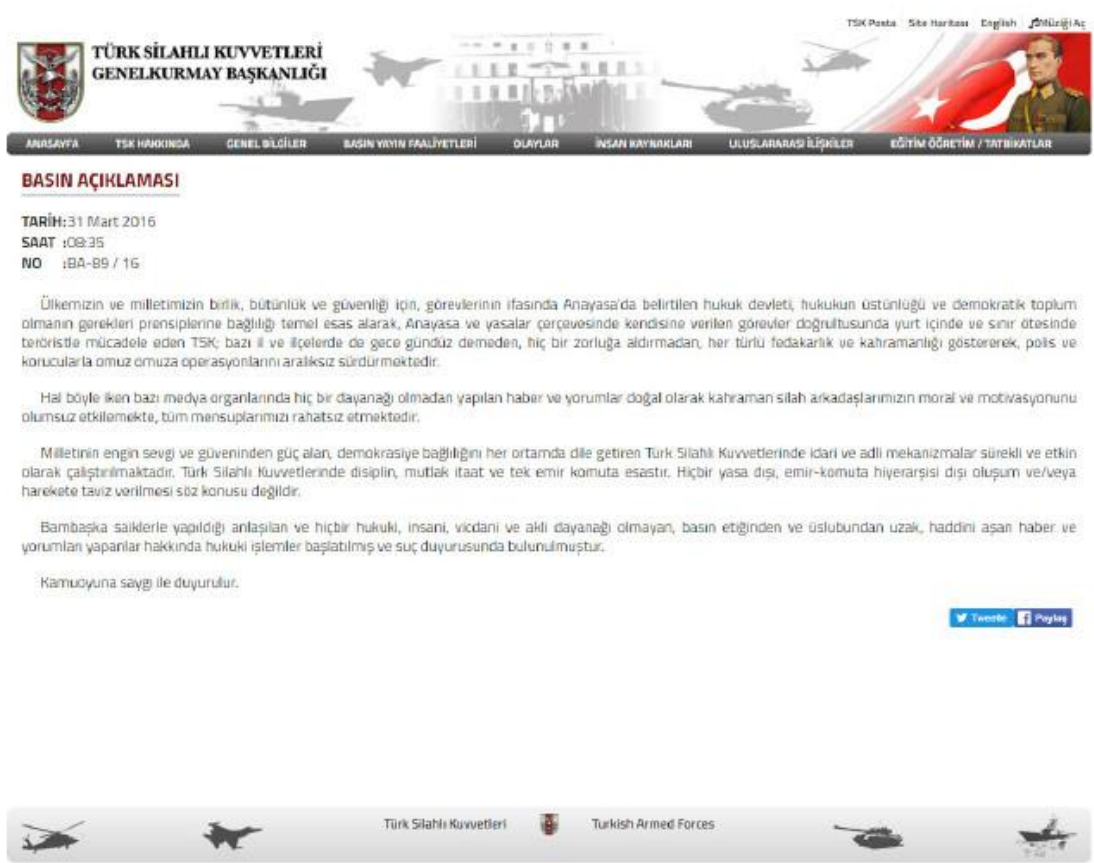 TSK Posta Site Haritası English Müziği Aç
TÜRK SİLAHLI KUVVETLERİ
GENELKURMAY BAŞKANLIĞI
ANASAYFA TSK HAKKINDA GENEL BİLGİLER BASIN YAYIN FAALİYETLERİ OLAYLAR İNSAN KAYNAKLARI ULUSLARARASI İLİŞKİLER EĞİTİM ÖĞRETİM / TATBİKATLAR
BASIN AÇIKLAMASI
TARİH:31 Mart 2016
SAAT :08:35
NO :BA-89 / 16
Ülkemizin ve milletimizin birlik, bütünlük ve güvenliği için, görevlerinin ifasında Anayasa'da belirtilen hukuk devleti, hukukun üstünlüğü ve demokratik toplum
olmanın gerekleri prensiplerine bağlılığı temel esas alarak, Anayasa ve yasalar çerçevesinde kendisine verilen görevler doğrultusunda yurt içinde ve sınır ötesinde
teröristle mücadele eden TSK; bazı il ve ilçelerde de gece gündüz demeden, hiç bir zorluğa aldırmadan, her türlü fedakarlık ve kahramanlığı göstererek, polis ve
korucularla omuz omuza operasyonlarını aralıksız sürdürmektedir.
Hal böyle iken bazı medya organlarında hiç bir dayanağı olmadan yapılan haber ve yorumlar doğal olarak kahraman silah arkadaşlarımızın moral ve motivasyonunu
olumsuz etkilemekte, tüm mensuplarımızı rahatsız etmektedir.
Milletinin engin sevgi ve güveninden güç alan, demokrasiye bağlılığını her ortamda dile getiren Türk Silahlı Kuvvetlerinde idari ve adli mekanizmalar sürekli ve etkin
olarak çalıştırılmaktadır. Türk Silahlı Kuvvetlerinde disiplin, mutlak itaat ve tek emir komuta esastır. Hiçbir yasa dışı, emir-komuta hiyerarşisi dışı oluşum ve/veya
harekete taviz verilmesi söz konusu değildir.
Bambaşka saiklerle yapıldığı anlaşılan ve hiçbir hukuki, insani, vicdani ve akli dayanağı olmayan, basın etiğinden ve üslubundan uzak, haddini aşan haber ve
yorumları yapanlar hakkında hukuki işlemler başlatılmış ve suç duyurusunda bulunulmuştur.
Kamuoyuna saygı ile duyurulur.
Tweetle Paylaş
Türk Silahlı Kuvvetleri Turkish Armed Forces